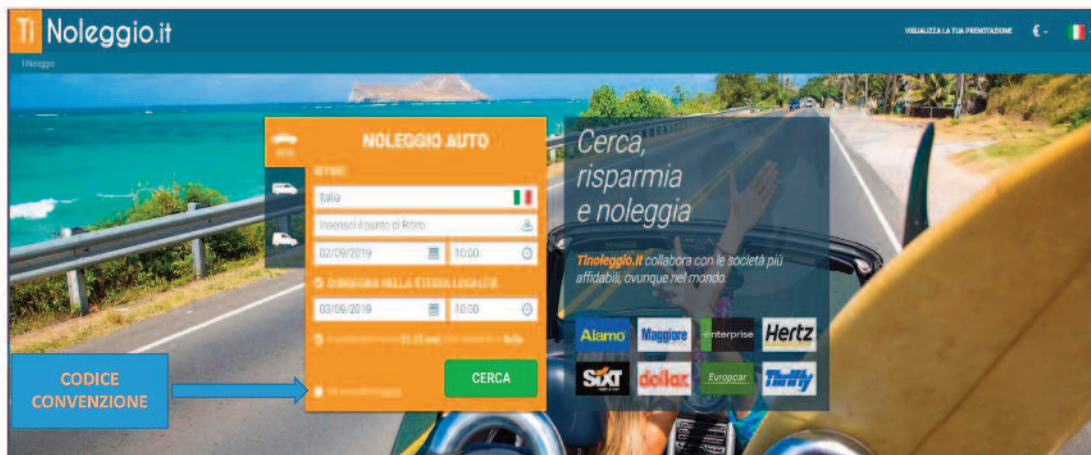 Ti Noleggio.it
VISUALIZZA LA TUA PRENOTAZIONE € -
TiNoleggio
NOLEGGIO AUTO
Italia
Inserisci il punto di Ritiro
02/09/2019 10:00
CONSEGNO NELLA STESSA LOCALITÀ
03/09/2019 10:00
CERCA
CODICE
CONVENZIONE
Cerca,
risparmia
e noleggia
Tinoleggio.it collabora con le società più
affidabili, ovunque nel mondo.
Alamo Maggiore enterprise Hertz
SIXT dollar. Europcar Thrifty